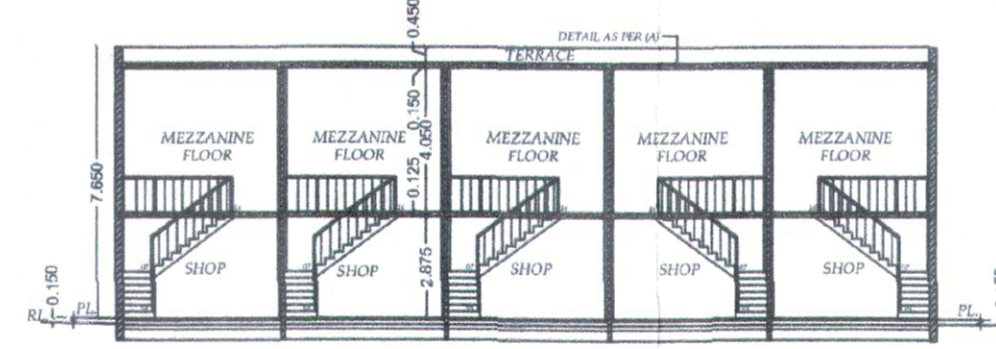 0.450
DETAIL AS PER (A)
TERRACE
0.150
4.050
MEZZANINE
FLOOR
MEZZANINE
FLOOR
MEZZANINE
FLOOR
MEZZANINE
FLOOR
MEZZANINE
FLOOR
7.650
0.125
SHOP
SHOP
SHOP
SHOP
SHOP
2.875
0.150
RL.
PL.
PL.